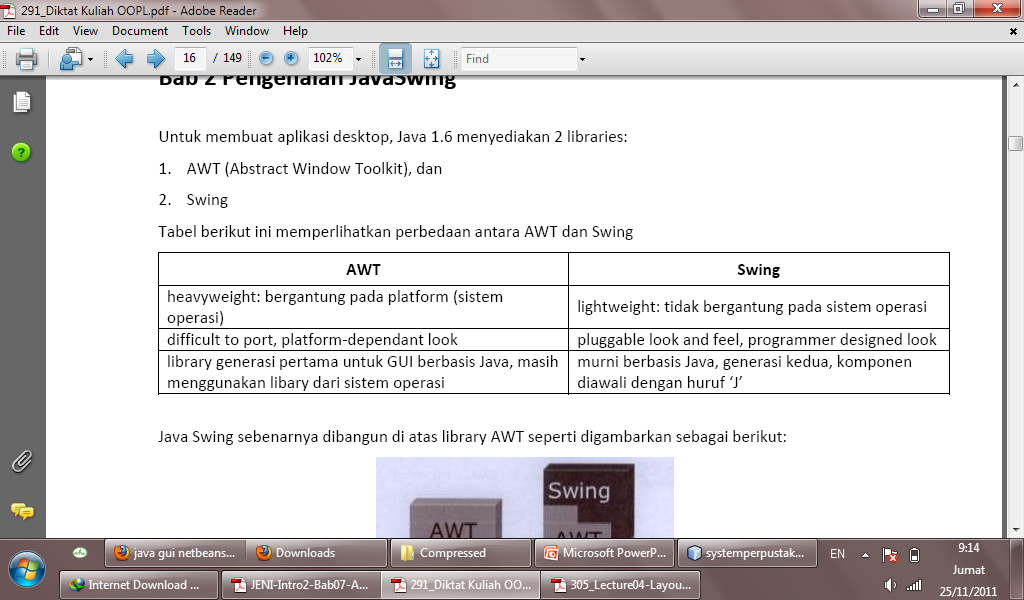 291_Diktat Kuliah OOPL.pdf - Adobe Reader
File Edit View Document Tools Window Help
16 / 149 102% Find
Bab 2 Pengenalan JavaSwing
Untuk membuat aplikasi desktop, Java 1.6 menyediakan 2 libraries:
1. AWT (Abstract Window Toolkit), dan
2. Swing
Tabel berikut ini memperlihatkan perbedaan antara AWT dan Swing
AWT Swing
heavyweight: bergantung pada platform (sistem
operasi)
lightweight: tidak bergantung pada sistem operasi
difficult to port, platform-dependant look
pluggable look and feel, programmer designed look
library generasi pertama untuk GUI berbasis Java, masih
menggunakan libary dari sistem operasi
murni berbasis Java, generasi kedua, komponen
diawali dengan huruf ‘J’
Java Swing sebenarnya dibangun di atas library AWT seperti digambarkan sebagai berikut:
Swing
AWT
AWT
java gui netbeans... Downloads Compressed Microsoft PowerP... systemperpustak... EN 9:14
Jumat
Internet Download ... JENI-Intro2-Bab07-A... 291_Diktat Kuliah OO... 305_Lecture04-Layou... 25/11/2011